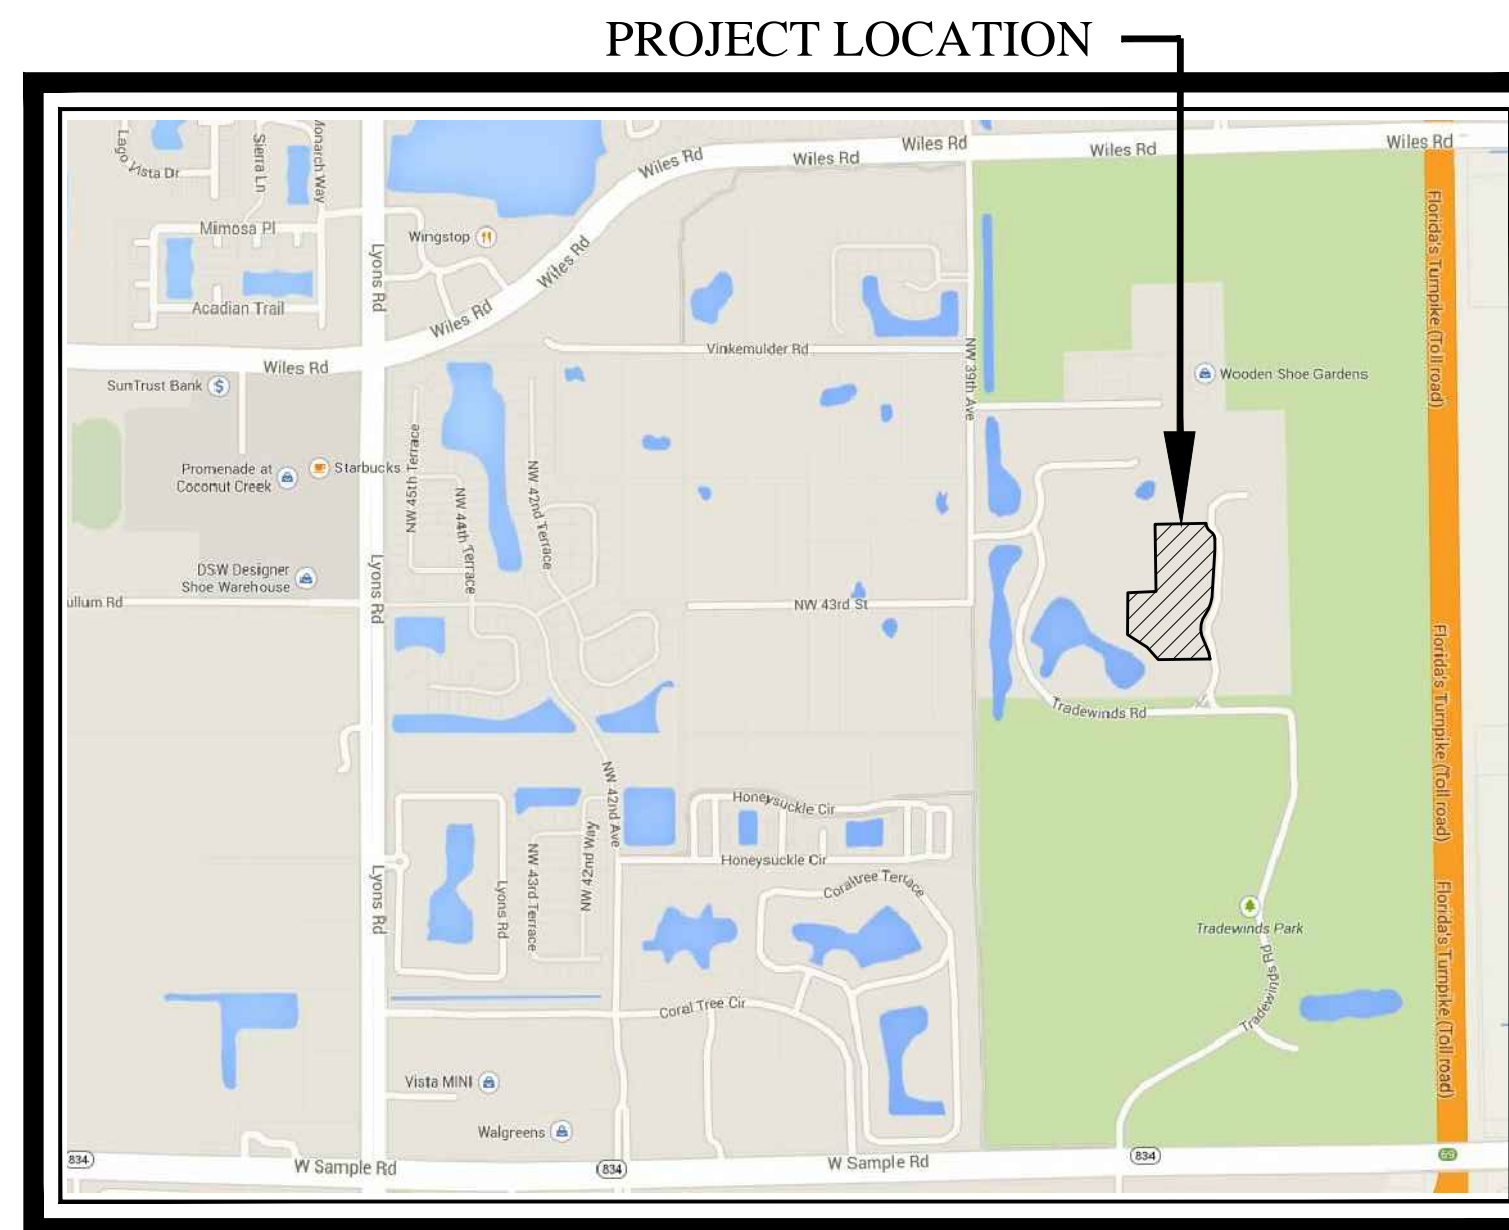 PROJECT LOCATION
Wiles Rd
Wiles Rd
Wiles Rd
Wiles Rd
Wiles Rd
Lago Vista Dr
Sierra Ln
Monarch Way
Mimosa Pl
Acadian Trail
Lyons Rd
Wingstop
Wiles Rd
Wiles Rd
Wiles Rd
Vinkemulder Rd
NW 39th Ave
Wooden Shoe Gardens
Florida's Turnpike (Toll road)
SunTrust Bank
Promenade at
Coconut Creek
Starbucks
NW 45th Terrace
NW 44th Terrace
NW 42nd Terrace
DSW Designer
Shoe Warehouse
ullum Rd
Lyons Rd
NW 43rd St
Tradewinds Rd
Florida's Turnpike (Toll road)
NW 42nd Ave
Honeysuckle Cir
Honeysuckle Cir
Lyons Rd
Lyons Rd
NW 43rd Terrace
NW 42nd Way
Coraltree Terrace
Tradewinds Park
Tradewinds Rd
Florida's Turnpike (Toll road)
Coral Tree Cir
Vista MINI
Walgreens
834
W Sample Rd
834
W Sample Rd
834
69